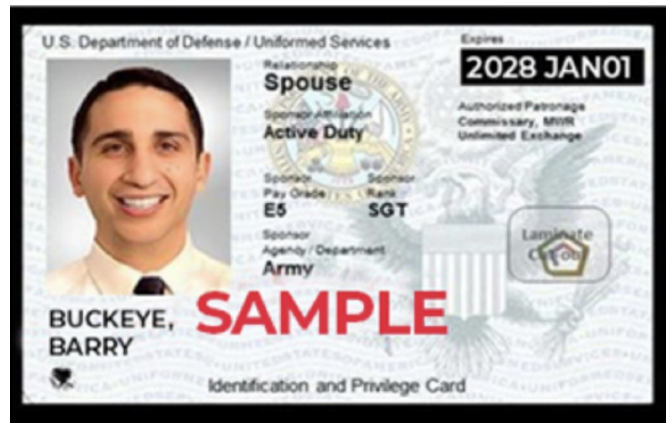 U.S. Department of Defense / Uniformed Services
Expires
2028 JAN01
Relationship
Spouse
Sponsor Affiliation
Active Duty
Authorized Patronage
Commissary, MWR
Unlimited Exchange
Sponsor Sponsor
Pay Grade Rank
E5 SGT
Sponsor
Agency / Department
Army
Laminate
SAMPLE
BUCKEYE,
BARRY
Identification and Privilege Card